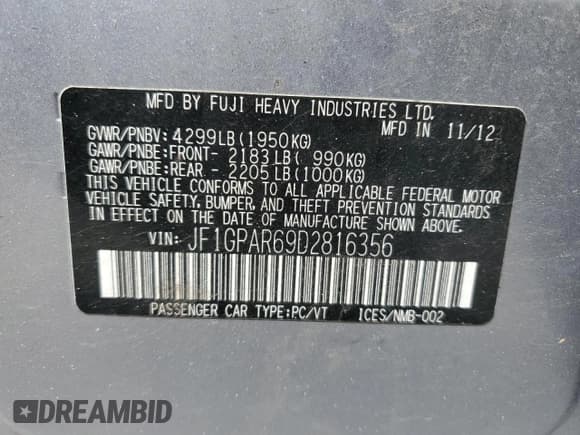 MFD BY FUJI HEAVY INDUSTRIES LTD.
GVWR/PNBV: 4299LB(1950KG) MFD IN 11/12
GAWR/PNBE:FRONT- 2183LB( 990KG)
GAWR/PNBE:REAR - 2205LB(1000KG)
THIS VEHICLE CONFORMS TO ALL APPLICABLE FEDERAL MOTOR
VEHICLE SAFETY, BUMPER, AND THEFT PREVENTION STANDARDS
IN EFFECT ON THE DATE OF MANUFACTURE SHOWN ABOVE.
VIN: JF1GPAR69D2816356
PASSENGER CAR TYPE:PC/VT ICES/NMB-002
DREAMBID